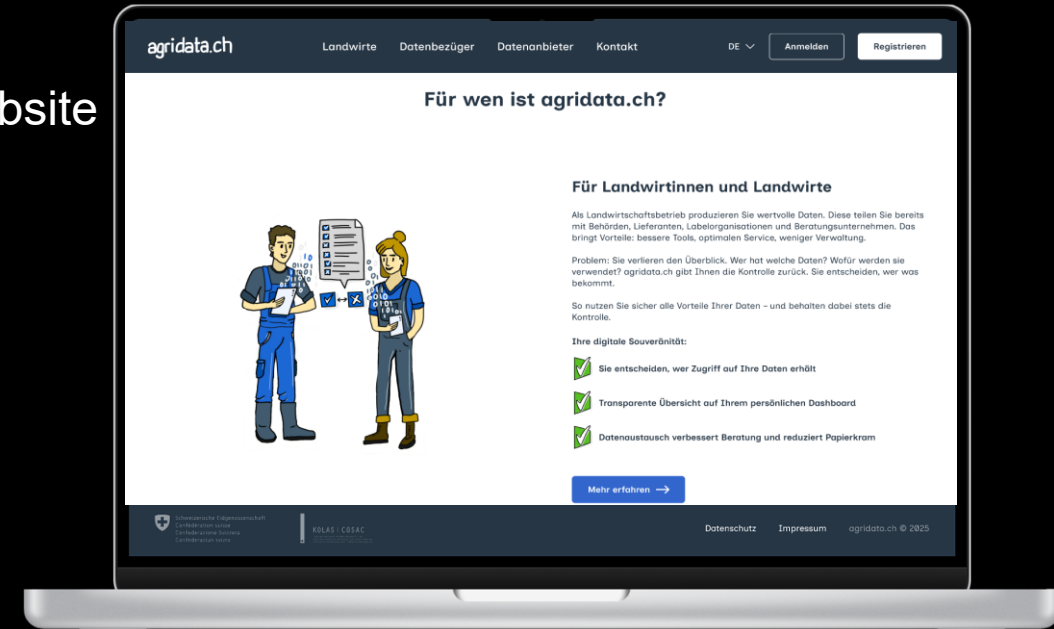 bsite
agridata.ch
Landwirte Datenbezüger Datenanbieter Kontakt DE Anmelden Registrieren
Für wen ist agridata.ch?
Für Landwirtinnen und Landwirte
Als Landwirtschaftsbetrieb produzieren Sie wertvolle Daten. Diese teilen Sie bereits
mit Behörden, Lieferanten, Labelorganisationen und Beratungsunternehmen. Das
bringt Vorteile: bessere Tools, optimalen Service, weniger Verwaltung.
Problem: Sie verlieren den Überblick. Wer hat welche Daten? Wofür werden sie
verwendet? agridata.ch gibt Ihnen die Kontrolle zurück. Sie entscheiden, wer was
bekommt.
So nutzen Sie sicher alle Vorteile Ihrer Daten – und behalten dabei stets die
Kontrolle.
Ihre digitale Souveränität:
Sie entscheiden, wer Zugriff auf Ihre Daten erhält
Transparente Übersicht auf Ihrem persönlichen Dashboard
Datenaustausch verbessert Beratung und reduziert Papierkram
Mehr erfahren
Schweizerische Eidgenossenschaft
Confédération suisse
Confederazione Svizzera
Confederaziun svizra
KOLAS | COSAC
Datenschutz Impressum agridata.ch © 2025